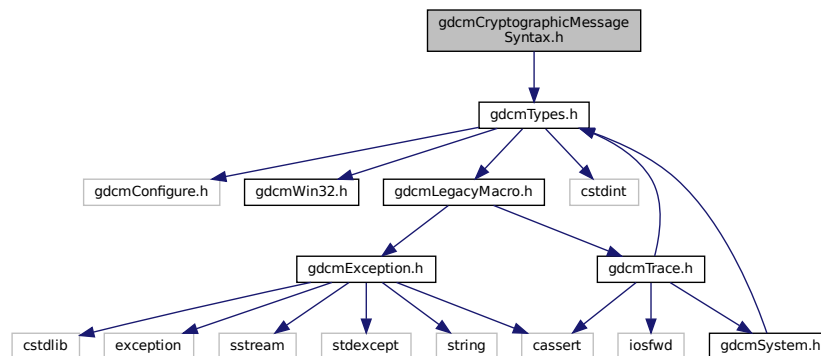 gdcmCryptographicMessage
Syntax.h
gdcmTypes.h
gdcmConfigure.h
gdcmWin32.h
gdcmLegacyMacro.h
cstdint
gdcmException.h
gdcmTrace.h
cstdlib
exception
sstream
stdexcept
string
cassert
iosfwd
gdcmSystem.h